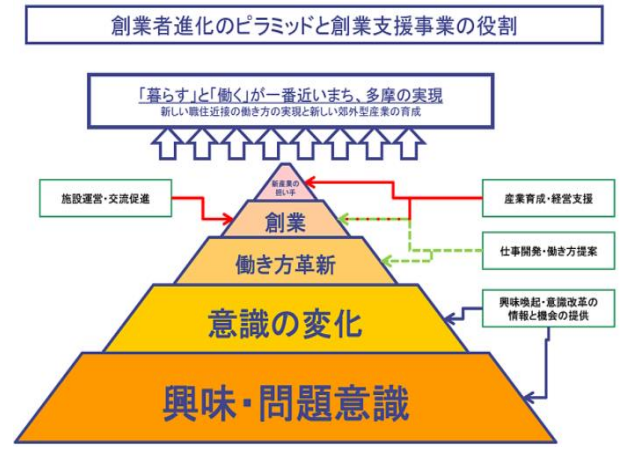 創業者進化のピラミッドと創業支援事業の役割
「暮らす」と「働く」が一番近いまち、多摩の実現
新しい職住近接の働き方の実現と新しい郊外型産業の育成
新産業の
担い手
施設運営・交流促進
産業育成・経営支援
創業
仕事開発・働き方提案
働き方革新
興味喚起・意識改革の
情報と機会の提供
意識の変化
興味・問題意識